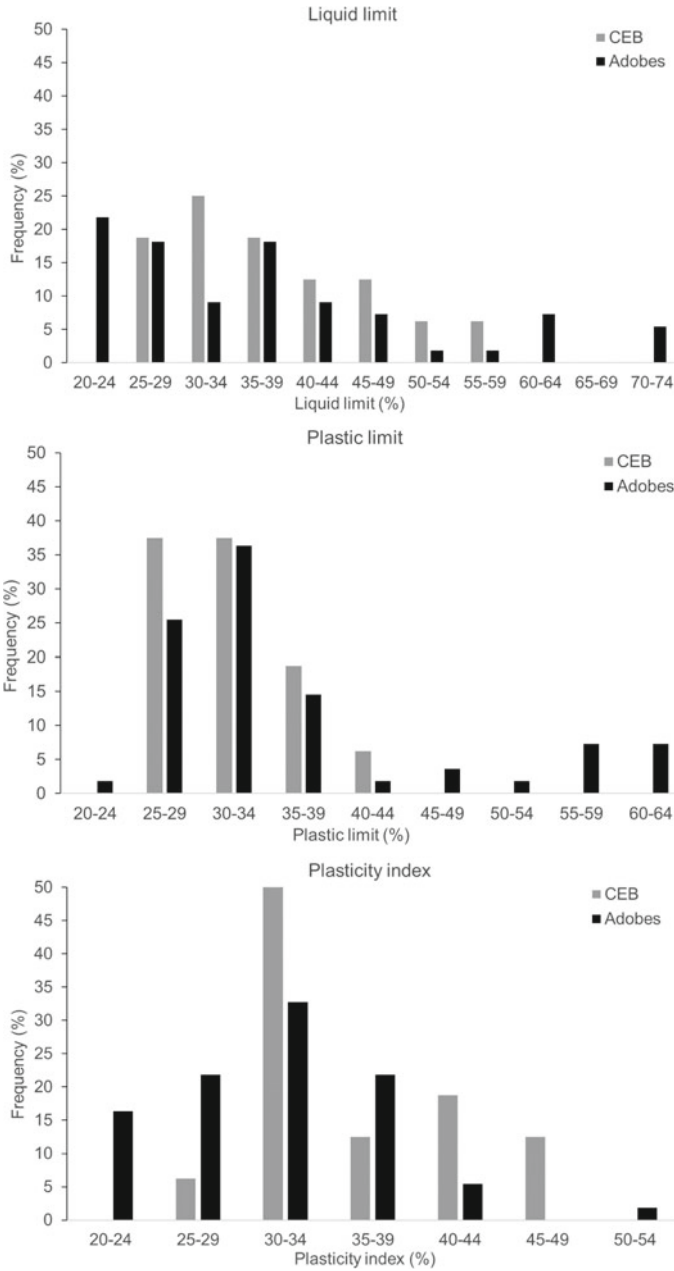 Liquid limit
CEB
Adobes
Frequency (%)
50
45
40
35
30
25
20
15
10
5
0
20-24 25-29 30-34 35-39 40-44 45-49 50-54 55-59 60-64 65-69 70-74
Liquid limit (%)
Plastic limit
CEB
Adobes
Frequency (%)
50
45
40
35
30
25
20
15
10
5
0
20-24 25-29 30-34 35-39 40-44 45-49 50-54 55-59 60-64
Plastic limit (%)
Plasticity index
CEB
Adobes
Frequency (%)
50
45
40
35
30
25
20
15
10
5
0
20-24 25-29 30-34 35-39 40-44 45-49 50-54
Plasticity index (%)